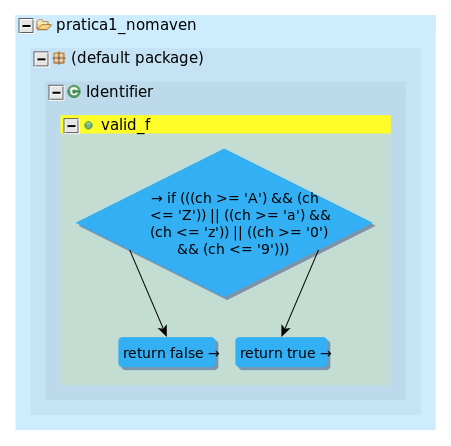 pratica1_nomaven
(default package)
Identifier
valid_f
→ if (((ch >= 'A') && (ch
<= 'Z')) || ((ch >= 'a') &&
(ch <= 'z')) || ((ch >= '0')
&& (ch <= '9')))
return false → return true →